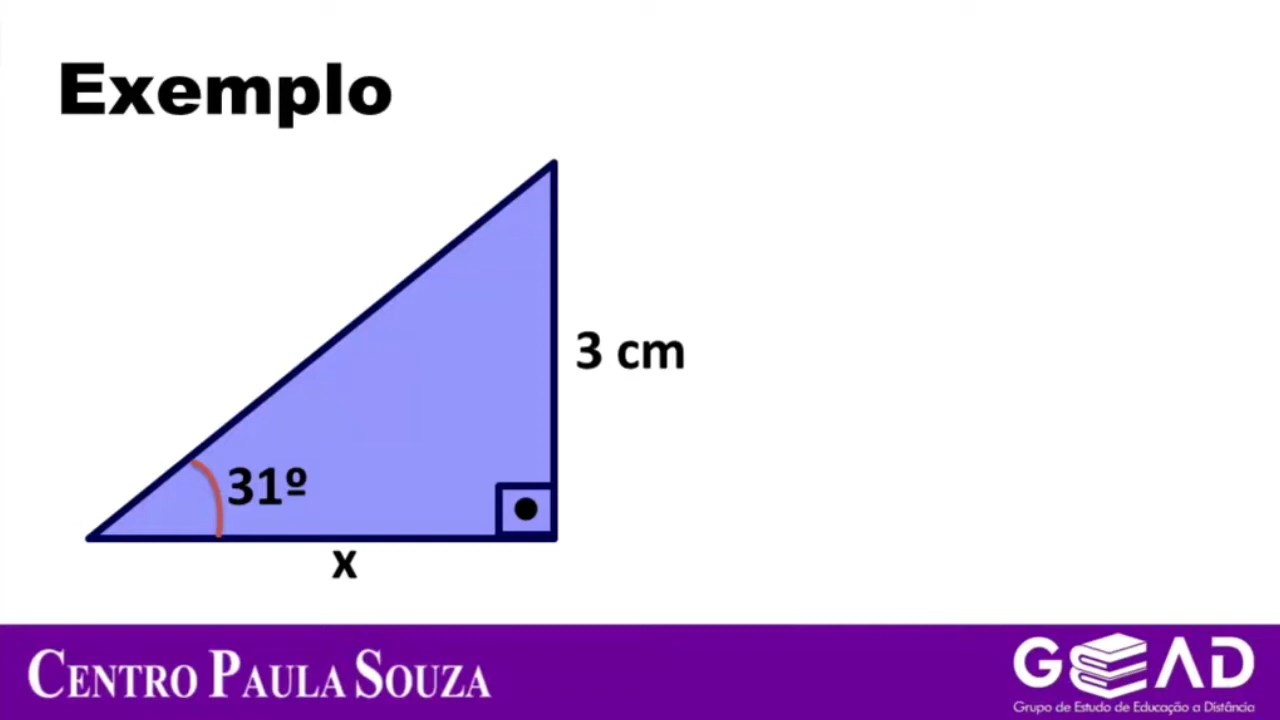 Exemplo
3 cm
31º
x
CENTRO PAULA SOUZA
GEAD
Grupo de Estudo de Educação a Distância